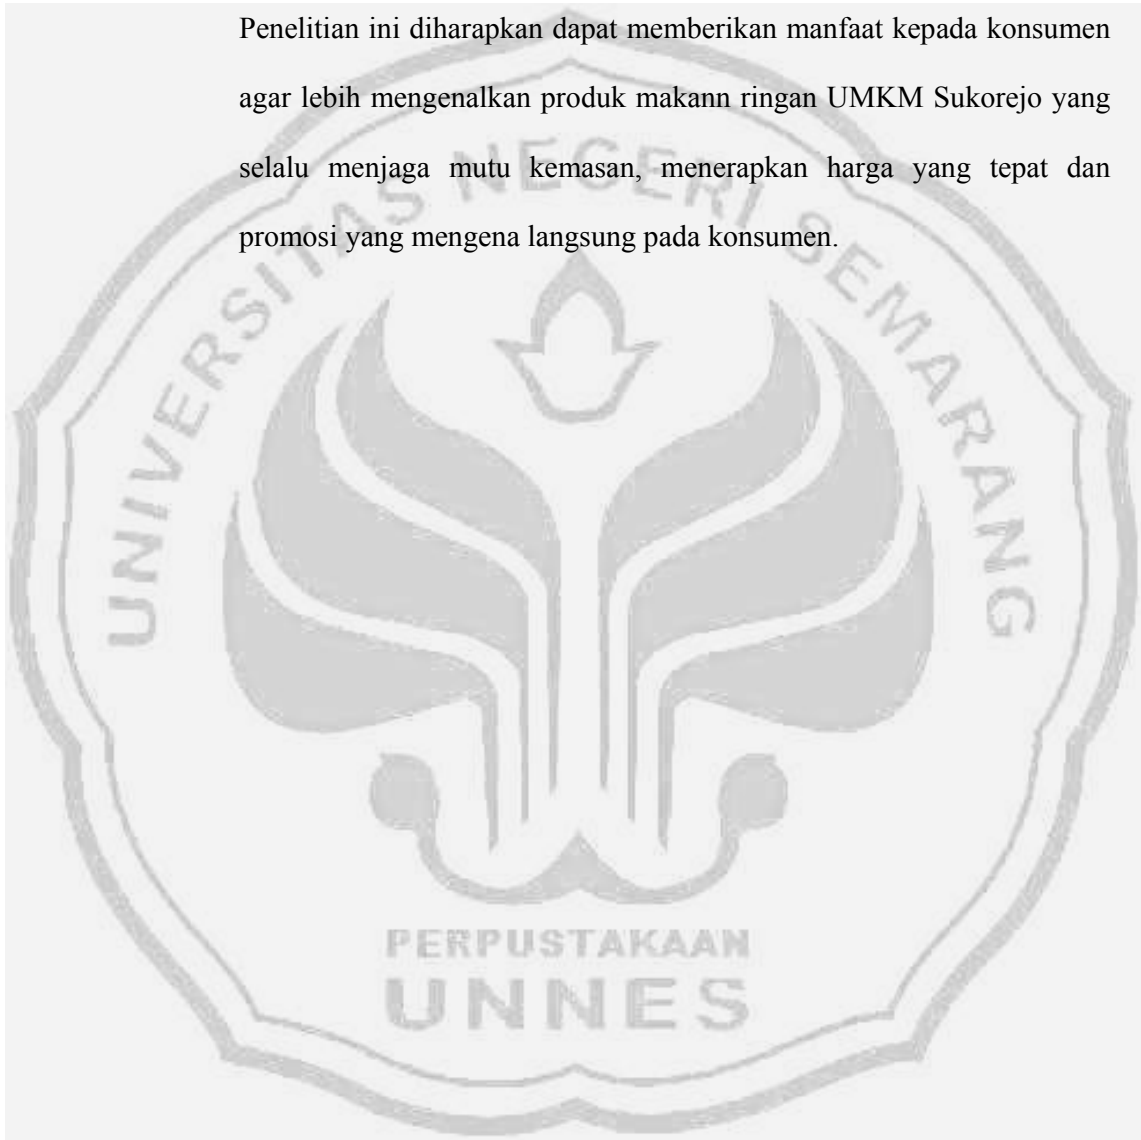 Penelitian ini diharapkan dapat memberikan manfaat kepada konsumen
agar lebih mengenalkan produk makann ringan UMKM Sukorejo yang
selalu menjaga mutu kemasan, menerapkan harga yang tepat dan
promosi yang mengena langsung pada konsumen.
UNIVERSITAS NEGERI SEMARANG
PERPUSTAKAAN
UNNES